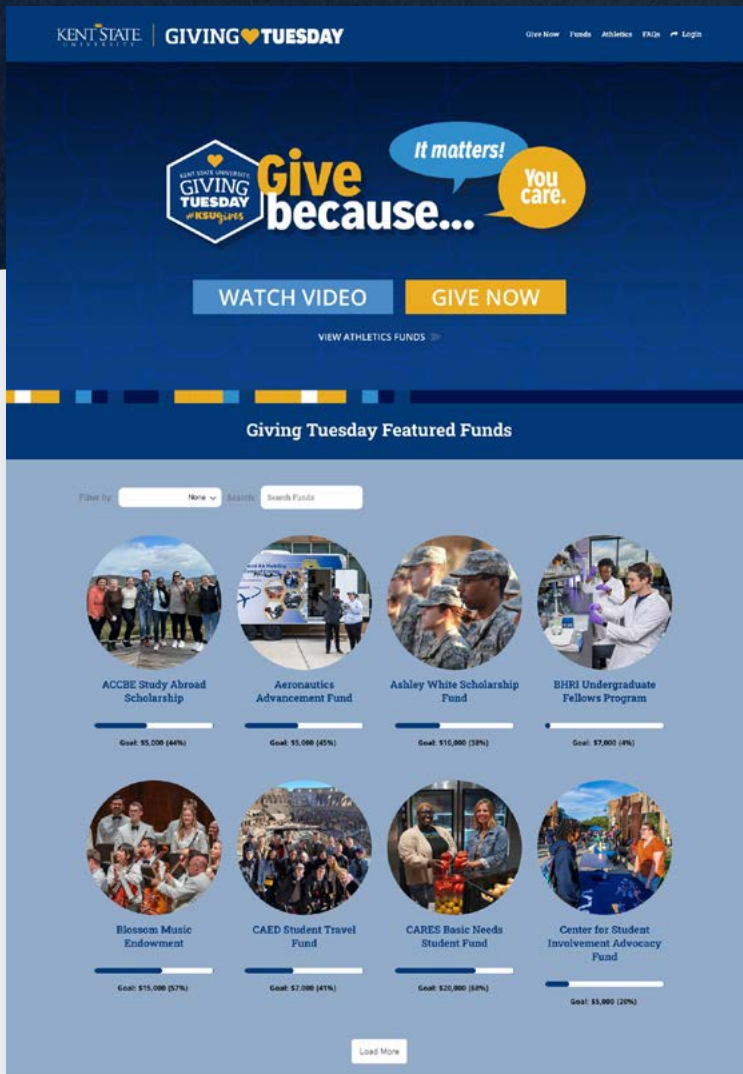 KENT STATE
UNIVERSITY
GIVING TUESDAY
Give Now Funds Athletics FAQs Login
KENT STATE UNIVERSITY
GIVING
TUESDAY
#KSUgives
Give
because...
It matters!
You
care.
WATCH VIDEO
GIVE NOW
VIEW ATHLETICS FUNDS
Giving Tuesday Featured Funds
Filter by: None Search: Search Funds
ACCBE Study Abroad
Scholarship
Goal: $5,000 (44%)
Aeronautics
Advancement Fund
Goal: $5,000 (45%)
Ashley White Scholarship
Fund
Goal: $10,000 (38%)
BHRI Undergraduate
Fellows Program
Goal: $7,000 (4%)
Blossom Music
Endowment
Goal: $15,000 (57%)
CAED Student Travel
Fund
Goal: $7,000 (41%)
CARES Basic Needs
Student Fund
Goal: $20,000 (68%)
Center for Student
Involvement Advocacy
Fund
Goal: $5,000 (20%)
Load More